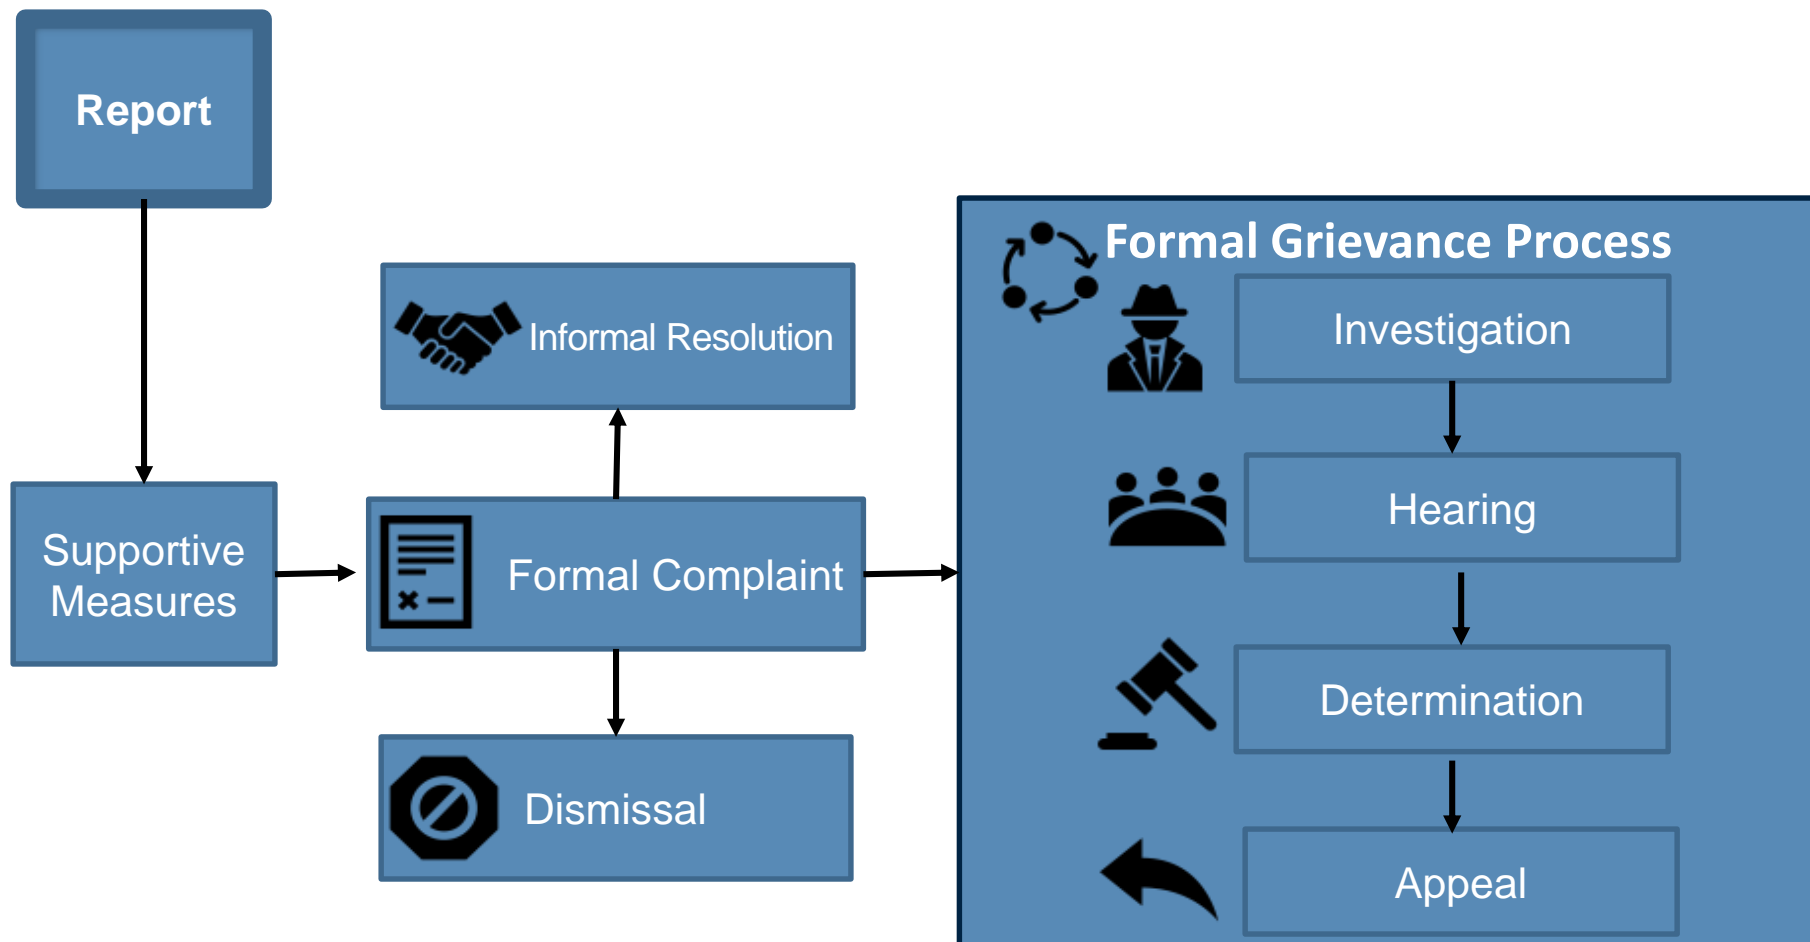 Report
Supportive
Measures
Informal Resolution
Formal Complaint
Dismissal
Formal Grievance Process
Investigation
Hearing
Determination
Appeal